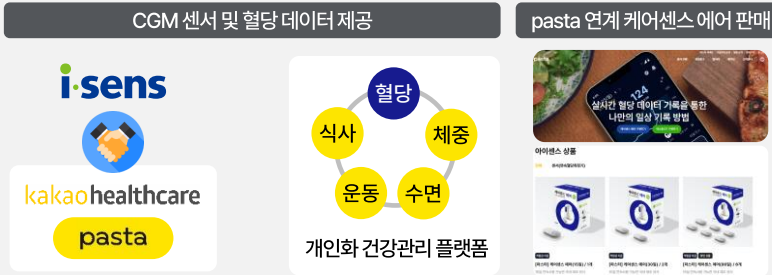 CGM 센서 및 혈당 데이터 제공
pasta 연계 케어센스 에어 판매
i·sens
kakaohealthcare
pasta
혈당
식사
체중
운동
수면
개인화 건강관리 플랫폼
124
실시간 혈당 데이터 기록을 통한
나만의 일상 기록 방법
아이센스 상품